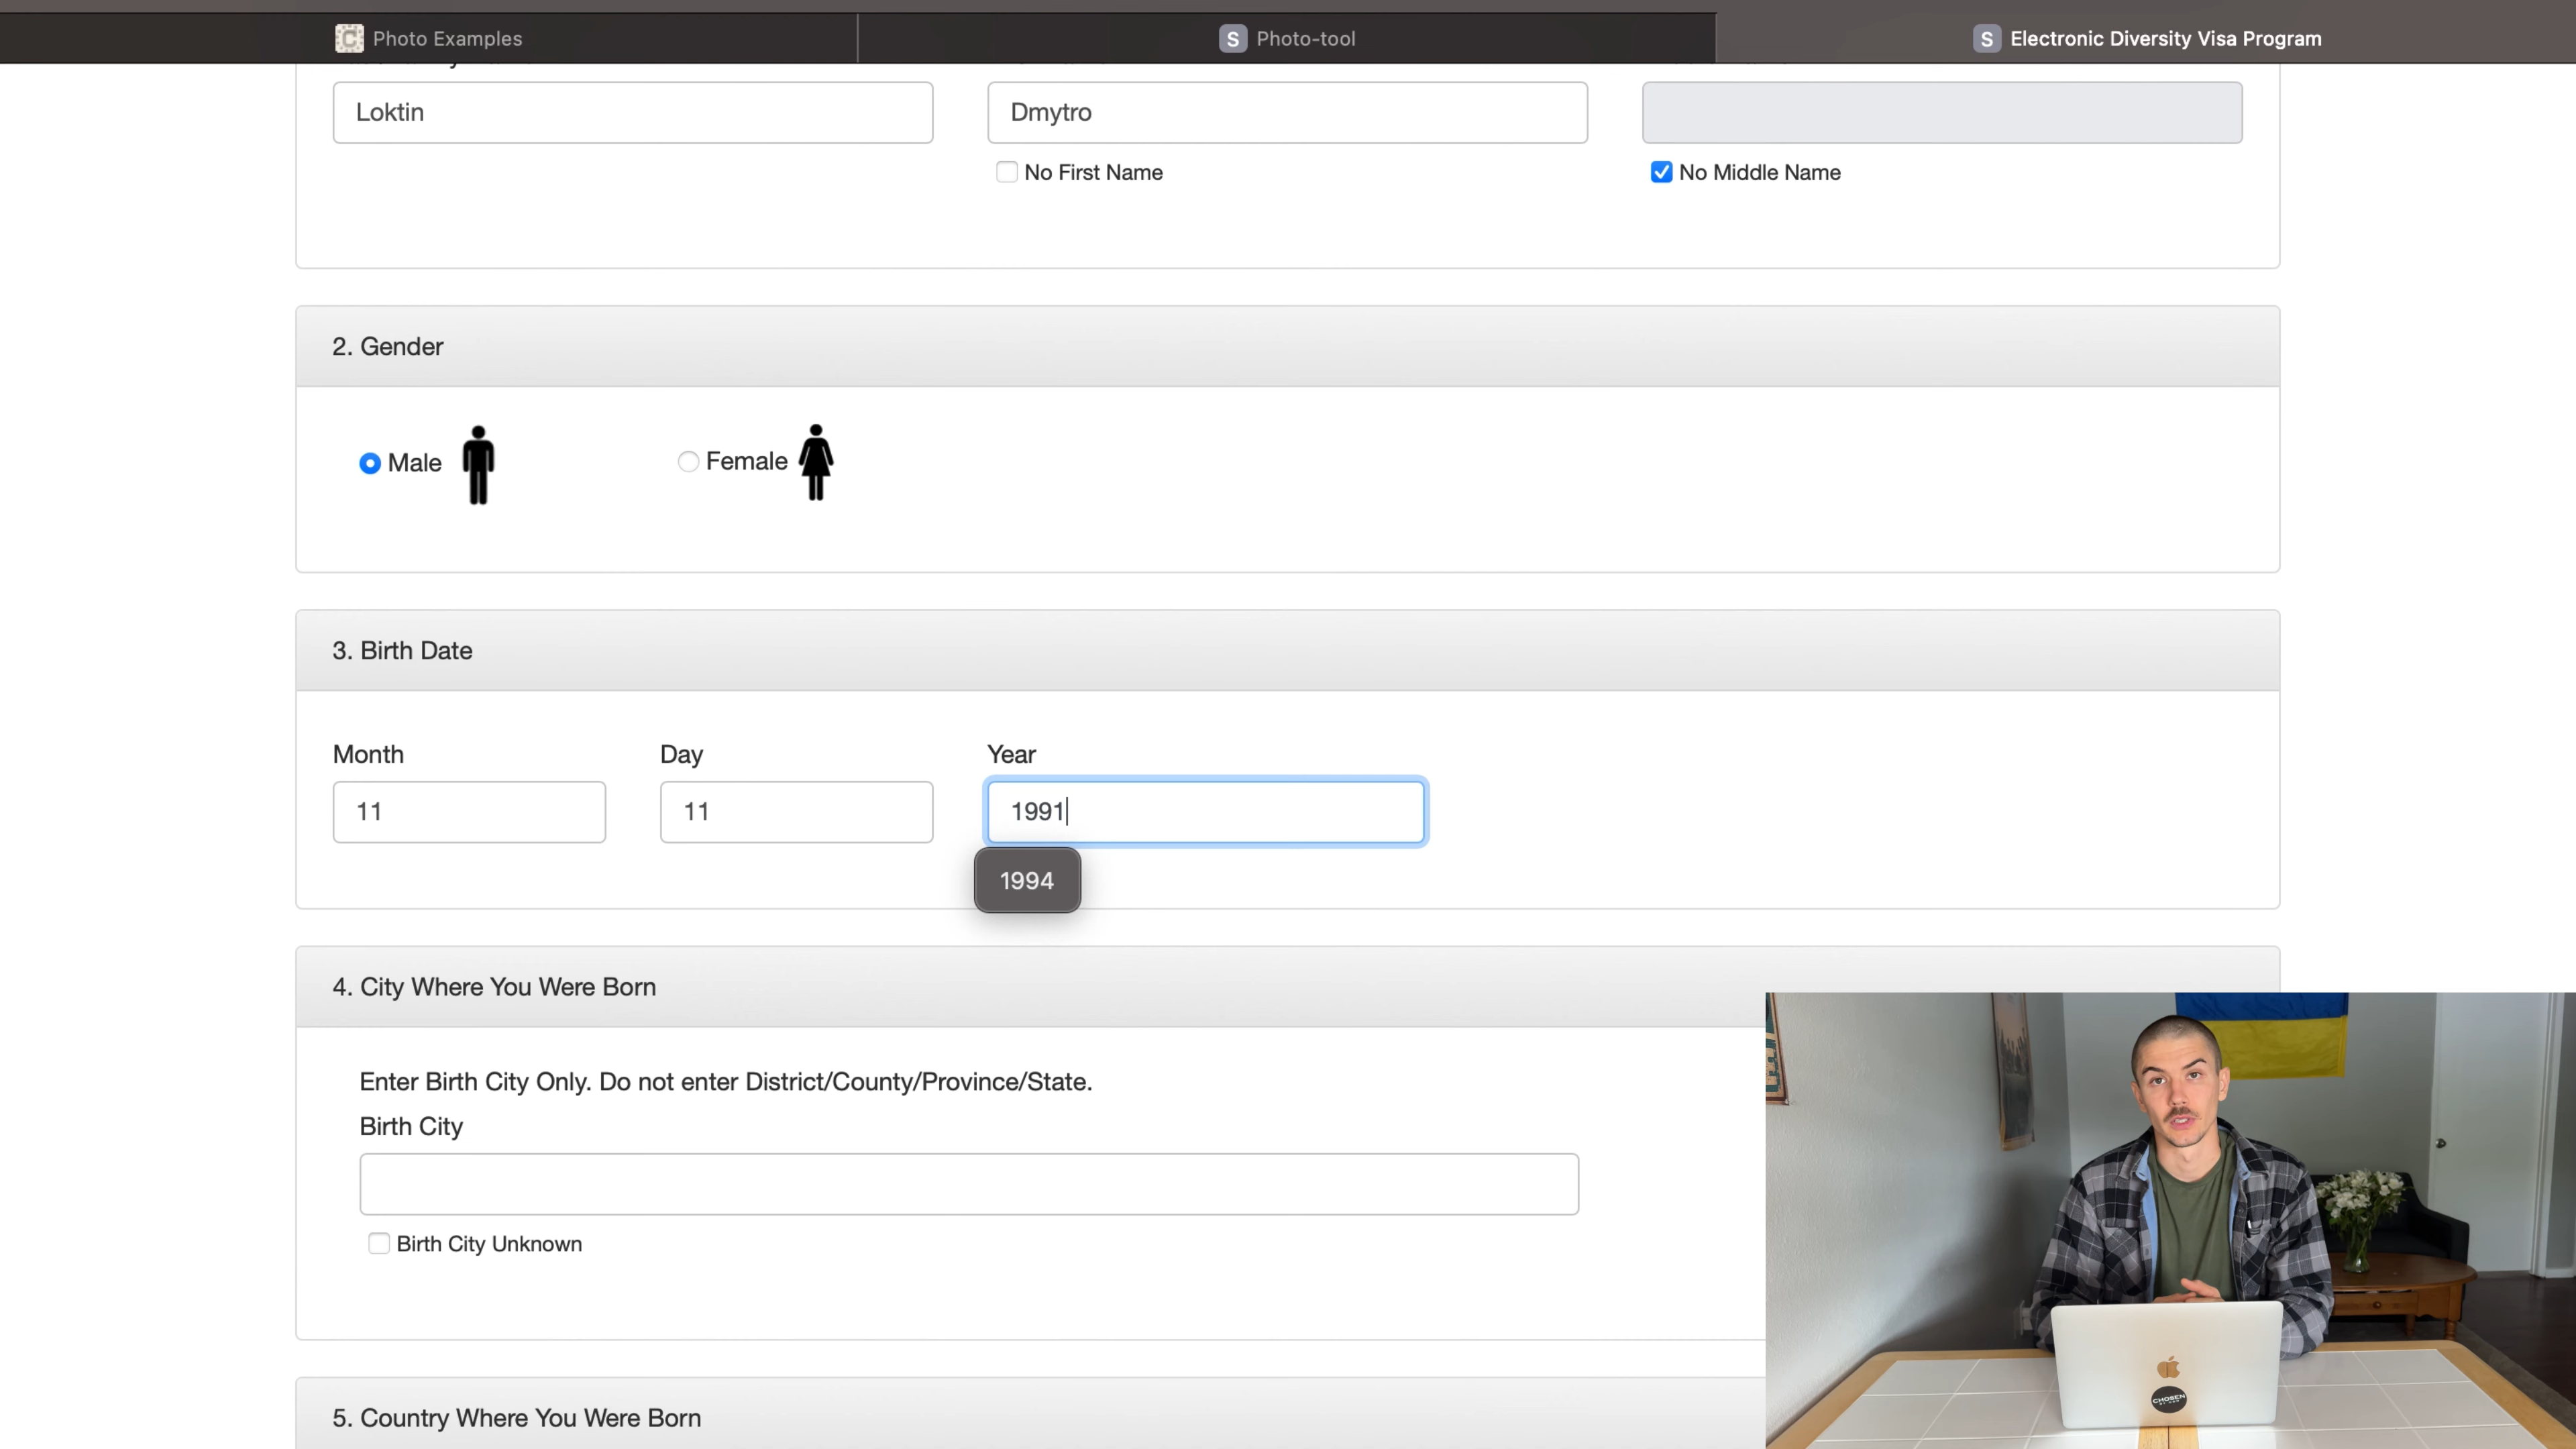 Photo Examples
S Photo-tool
S Electronic Diversity Visa Program
Loktin
Dmytro
No First Name
No Middle Name
2. Gender
Male
Female
3. Birth Date
Month
Day
Year
11
11
1991
1994
4. City Where You Were Born
Enter Birth City Only. Do not enter District/County/Province/State.
Birth City
Birth City Unknown
5. Country Where You Were Born
CHOSEN